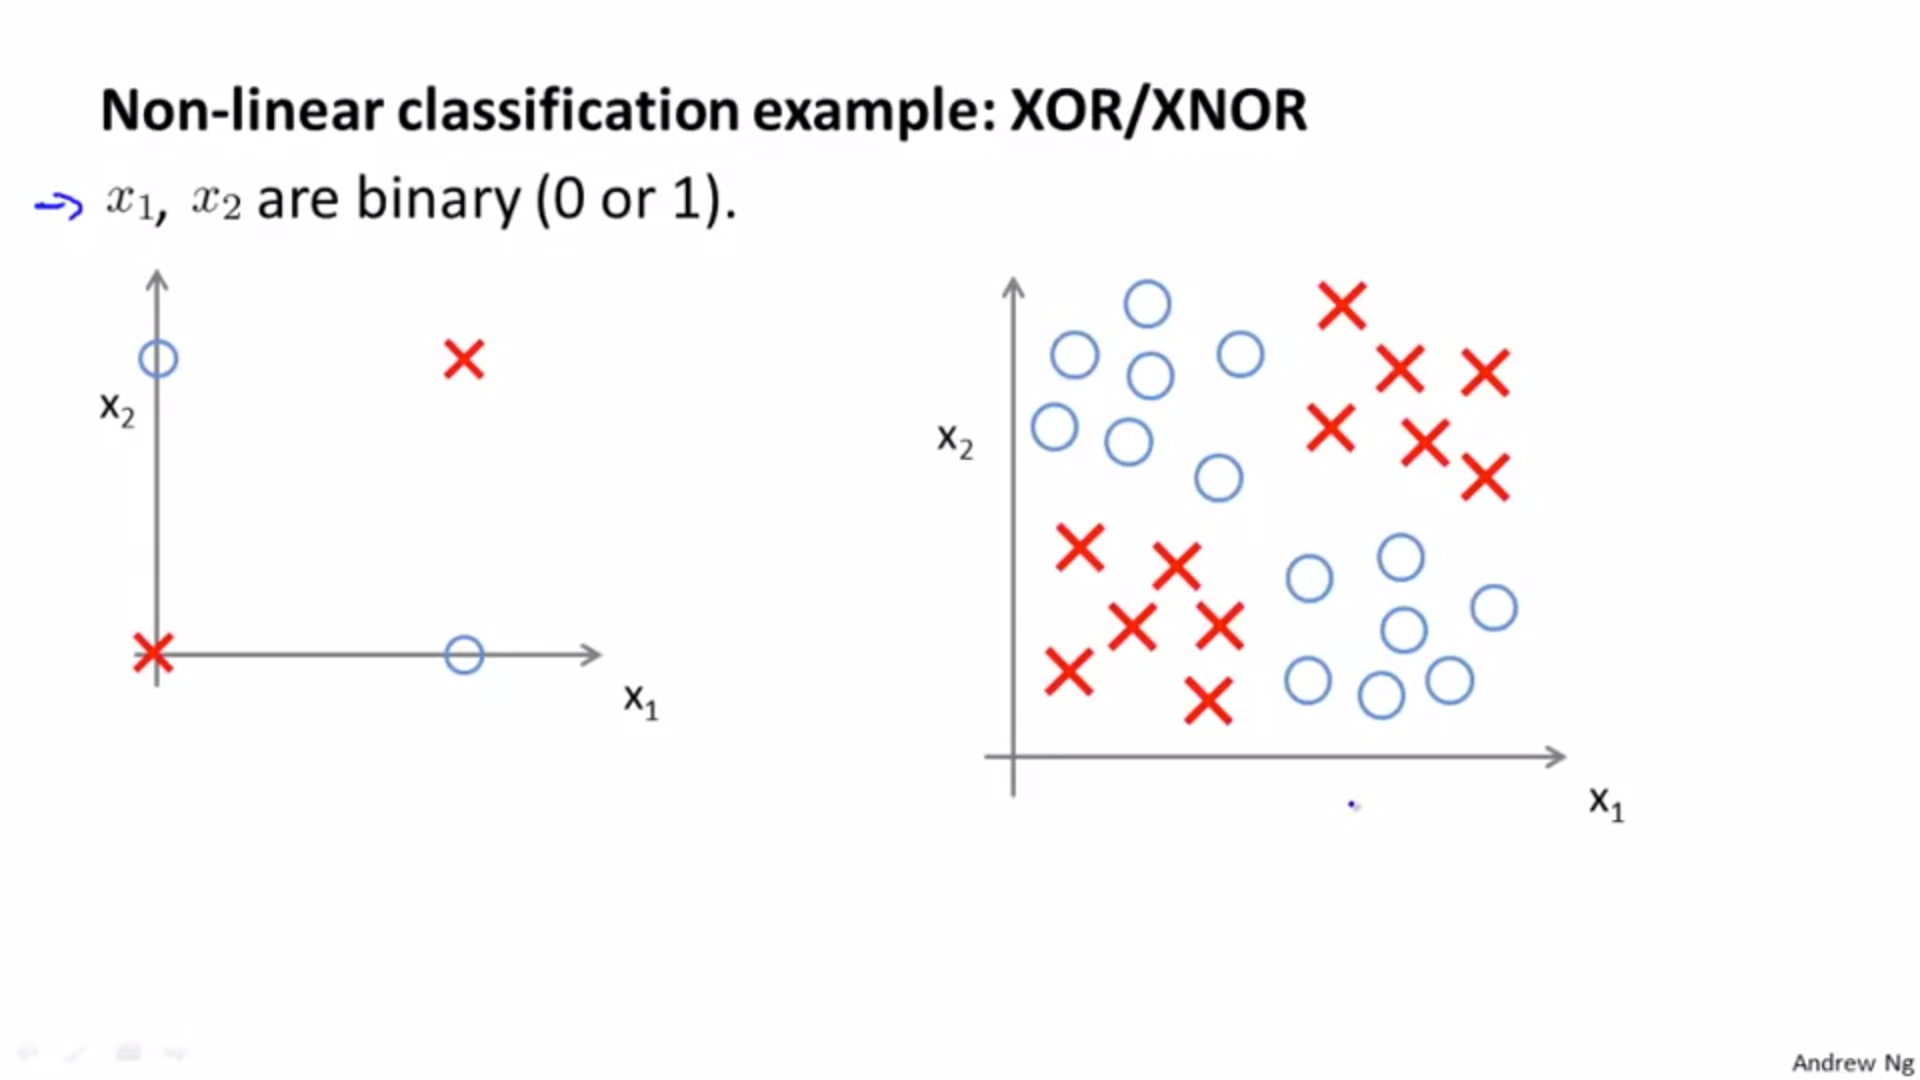 Non-linear classification example: XOR/XNOR
x₁, x₂ are binary (0 or 1).
x₂
x₁
x₂
x₁
Andrew Ng